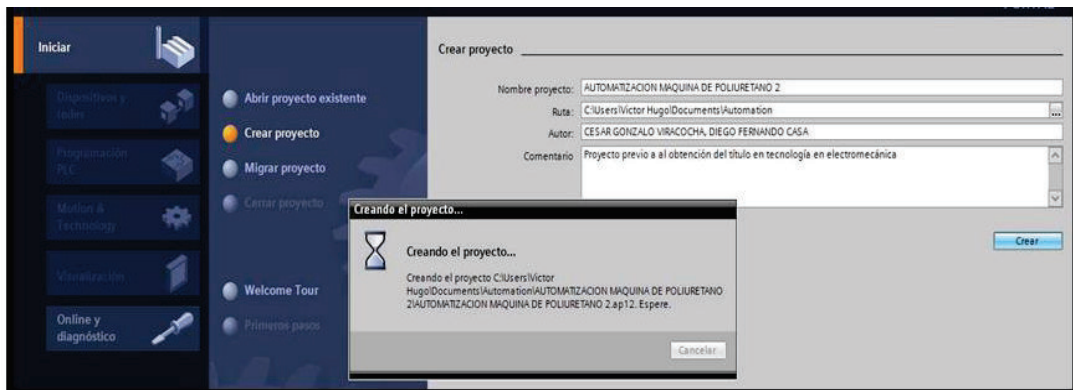 Iniciar
Dispositivos y
redes
Programación
PLC
Motion &
Technology
Visualización
Online y
diagnóstico
Abrir proyecto existente
Crear proyecto
Migrar proyecto
Cerrar proyecto
Welcome Tour
Primeros pasos
Crear proyecto
Nombre proyecto: AUTOMATIZACION MAQUINA DE POLIURETANO 2
Ruta: C:\Users\Victor Hugo\Documents\Automation
...
Autor: CESAR GONZALO VIRACOCHA, DIEGO FERNANDO CASA
Comentario Proyecto previo a al obtención del título en tecnología en electromecánica
Crear
Creando el proyecto...
Creando el proyecto...
Creando el proyecto C:\Users\Victor
Hugo\Documents\Automation\AUTOMATIZACION MAQUINA DE POLIURETANO
2\AUTOMATIZACION MAQUINA DE POLIURETANO 2.ap12. Espere.
Cancelar